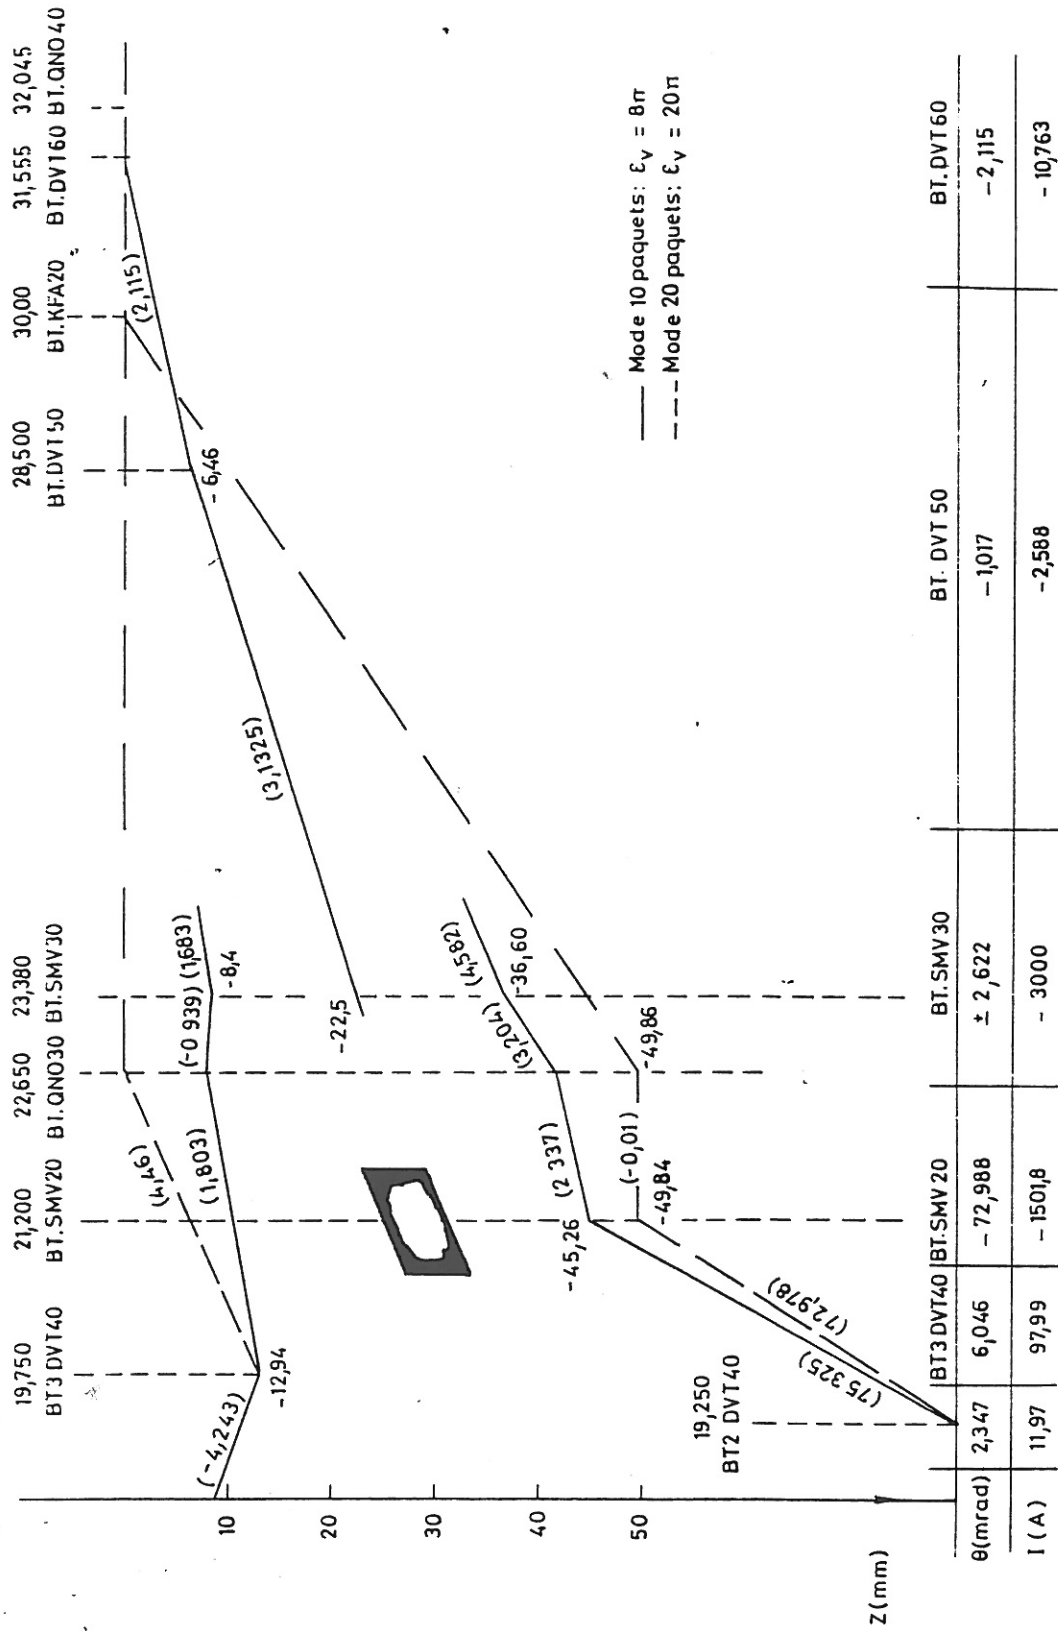 19,750 21,200 22,650 23,380 28,500 30,00 31,555 32,045
BT3 DVT40 BT.SMV20 BT.QNO30 BT.SMV30 BT.DVT50 BT.KFA20 BT.DVT60 BT.QNO40
(-4,243)
(4,46)
(1,803)
(-0 939) (1,683)
(2,115)
-12,94
-8,4
-6,46
10
20
30
40
50
Z(mm)
-22,5
(3,1325)
-45,26
(2 337)
(3,204) (4,582)
-36,60
(-0,01)
-49,84
-49,86
(75 325)
(72,978)
19,250
BT2 DVT40
—— Mode 10 paquets: εv = 8π
--- Mode 20 paquets: εv = 20π
BT3 DVT40 BT.SMV20 BT.SMV30 BT. DVT 50 BT.DVT60
θ(mrad) 2,347 6,046 -72,988 ± 2,622 -1,017 -2,115
I (A) 11,97 97,99 -1501,8 - 3000 -2,588 -10,763